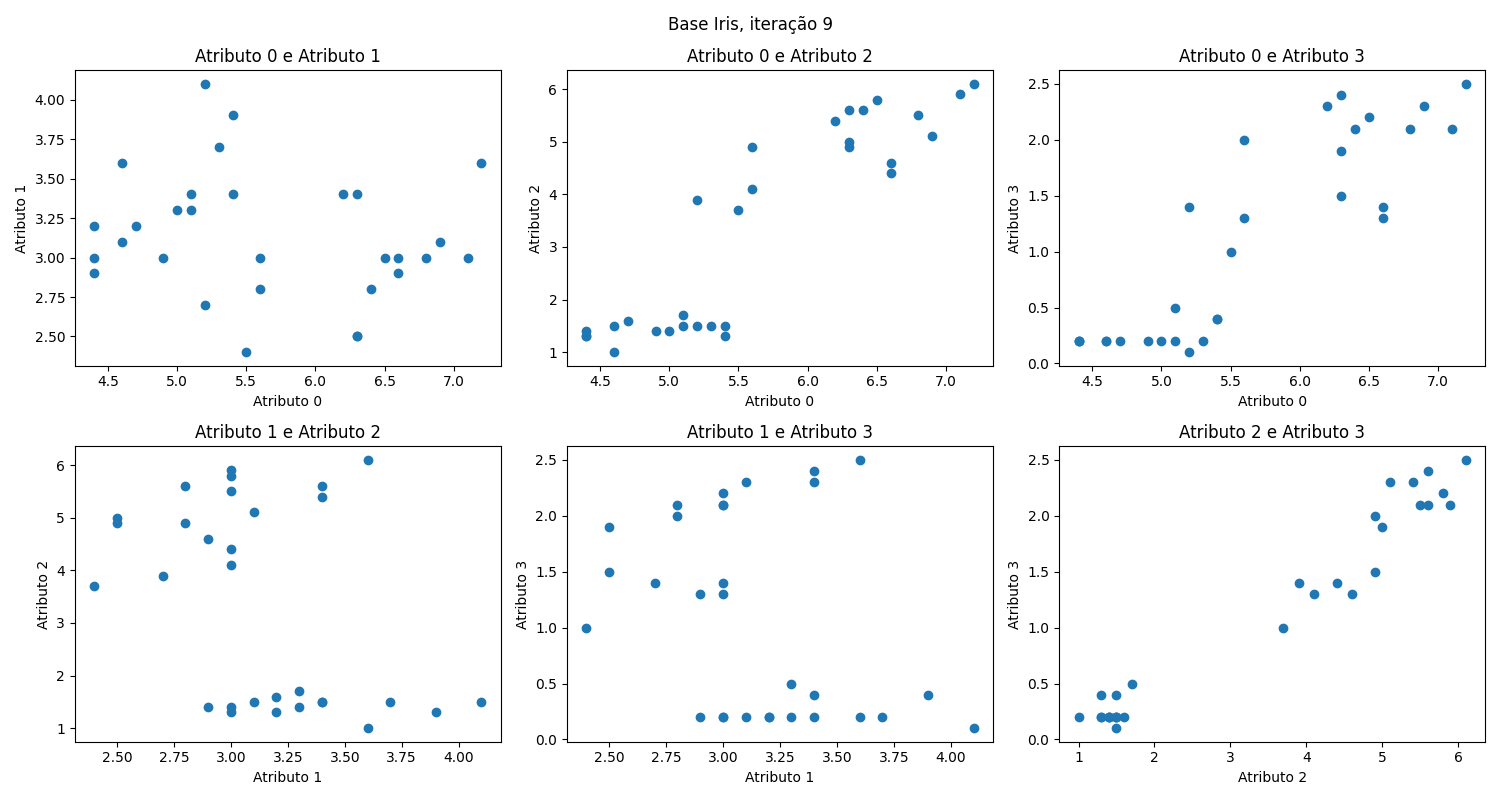 Base Iris, iteração 9
Atributo 0 e Atributo 1
4.00
3.75
3.50
3.25
3.00
2.75
2.50
Atributo 1
4.5 5.0 5.5 6.0 6.5 7.0
Atributo 0
Atributo 0 e Atributo 2
6
5
4
3
2
1
Atributo 2
4.5 5.0 5.5 6.0 6.5 7.0
Atributo 0
Atributo 0 e Atributo 3
2.5
2.0
1.5
1.0
0.5
0.0
Atributo 3
4.5 5.0 5.5 6.0 6.5 7.0
Atributo 0
Atributo 1 e Atributo 2
6
5
4
3
2
1
Atributo 2
2.50 2.75 3.00 3.25 3.50 3.75 4.00
Atributo 1
Atributo 1 e Atributo 3
2.5
2.0
1.5
1.0
0.5
0.0
Atributo 3
2.50 2.75 3.00 3.25 3.50 3.75 4.00
Atributo 1
Atributo 2 e Atributo 3
2.5
2.0
1.5
1.0
0.5
0.0
Atributo 3
1 2 3 4 5 6
Atributo 2